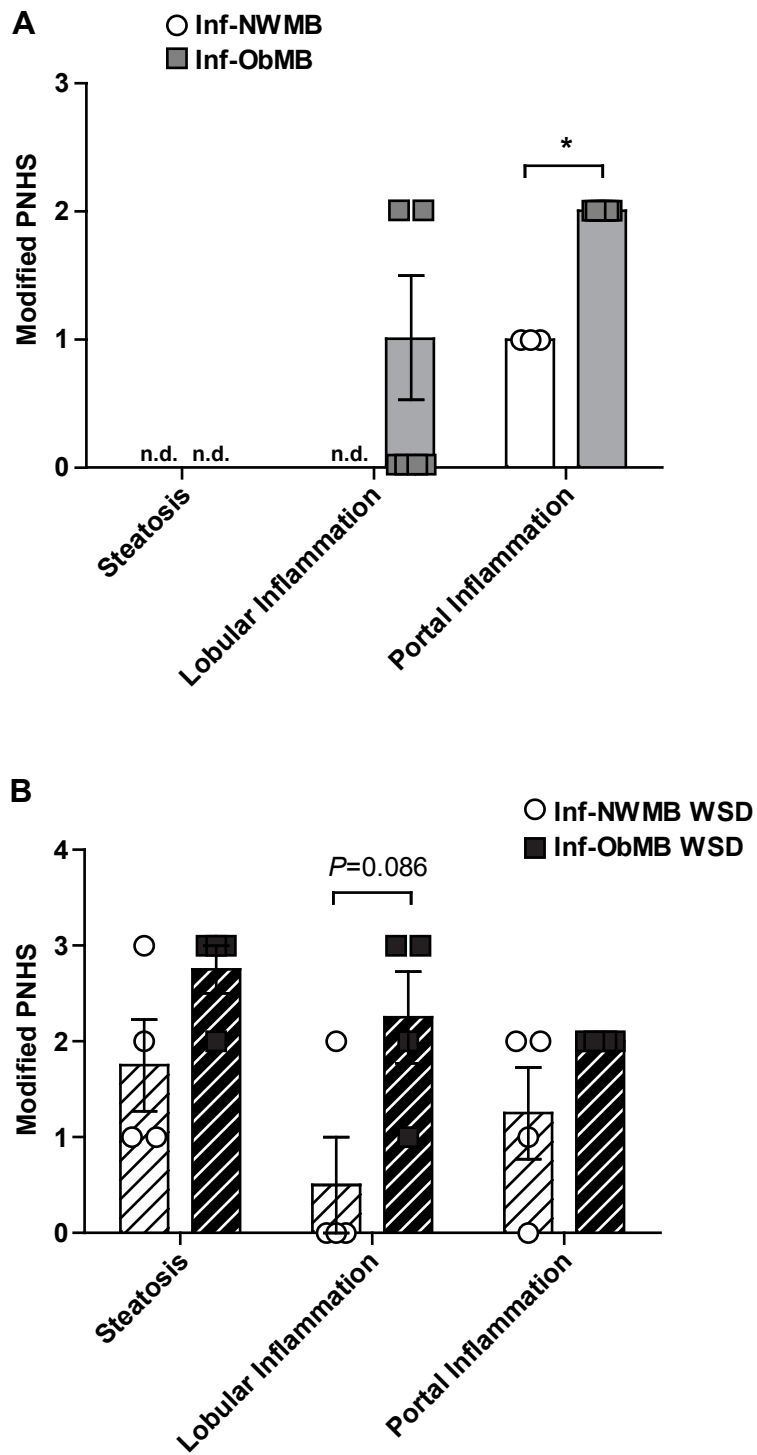 A
Inf-NWMB
Inf-ObMB
Modified PNHS
3
2
1
0
*
n.d. n.d. n.d.
Steatosis
Lobular Inflammation
Portal Inflammation
B
Inf-NWMB WSD
Inf-ObMB WSD
Modified PNHS
4
3
2
1
0
P=0.086
Steatosis
Lobular Inflammation
Portal Inflammation